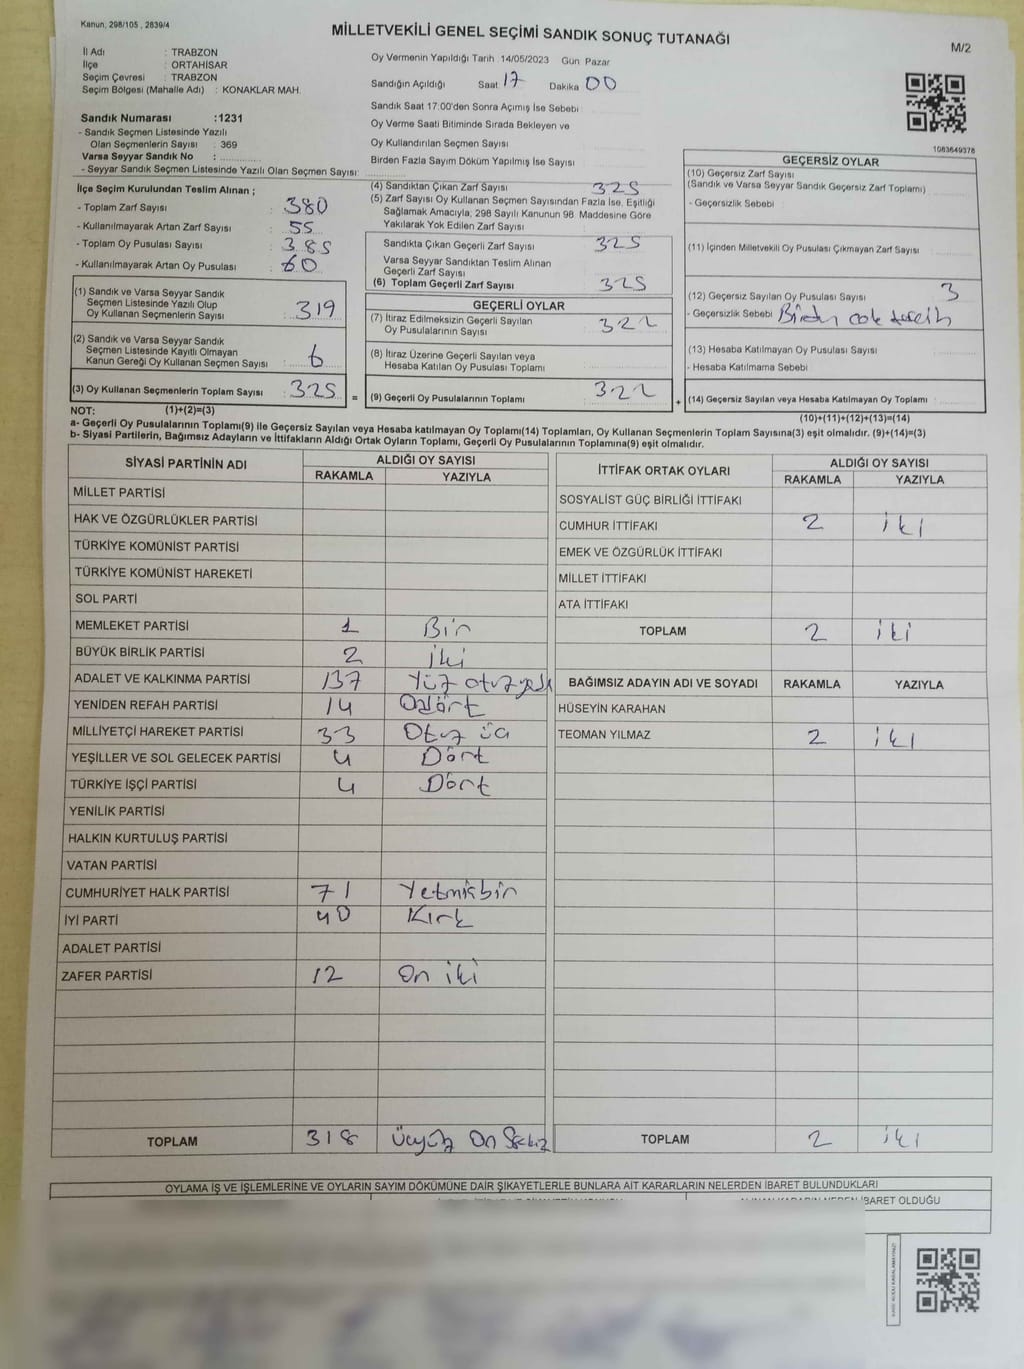 Kanun, 298/105 , 2839/4
MİLLETVEKİLİ GENEL SEÇİMİ SANDIK SONUÇ TUTANAĞI
M/2
İl Adı : TRABZON
İlçe : ORTAHİSAR
Seçim Çevresi : TRABZON
Seçim Bölgesi (Mahalle Adı) : KONAKLAR MAH.
Sandık Numarası :1231
- Sandık Seçmen Listesinde Yazılı
Olan Seçmenlerin Sayısı : 369
Varsa Seyyar Sandık No :
- Seyyar Sandık Seçmen Listesinde Yazılı Olan Seçmen Sayısı:
Oy Vermenin Yapıldığı Tarih 14/05/2023 Gün Pazar
Sandığın Açıldığı Saat 17 Dakika 00
Sandık Saat 17:00'den Sonra Açımış İse Sebebi
Oy Verme Saati Bitiminde Sırada Bekleyen ve
Oy Kullandırılan Seçmen Sayısı
Birden Fazla Sayım Döküm Yapılmış İse Sayısı
1083649378
İlçe Seçim Kurulundan Teslim Alınan ;
- Toplam Zarf Sayısı : 380
- Kullanılmayarak Artan Zarf Sayısı : 55
- Toplam Oy Pusulası Sayısı : 385
- Kullanılmayarak Artan Oy Pusulası : 60
(1) Sandık ve Varsa Seyyar Sandık
Seçmen Listesinde Yazılı Olup
Oy Kullanan Seçmenlerin Sayısı 319
(2) Sandık ve Varsa Seyyar Sandık
Seçmen Listesinde Kayıtlı Olmayan
Kanun Gereği Oy Kullanan Seçmen Sayısı 6
(3) Oy Kullanan Seçmenlerin Toplam Sayısı 325 =
(4) Sandıktan Çıkan Zarf Sayısı 325
(5) Zarf Sayısı Oy Kullanan Seçmen Sayısından Fazla İse, Eşitliği
Sağlamak Amacıyla; 298 Sayılı Kanunun 98. Maddesine Göre
Yakılarak Yok Edilen Zarf Sayısı
Sandıkta Çıkan Geçerli Zarf Sayısı 325
Varsa Seyyar Sandıktan Teslim Alınan
Geçerli Zarf Sayısı
(6) Toplam Geçerli Zarf Sayısı 325
GEÇERLİ OYLAR
(7) İtiraz Edilmeksizin Geçerli Sayılan
Oy Pusulalarının Sayısı 322
(8) İtiraz Üzerine Geçerli Sayılan veya
Hesaba Katılan Oy Pusulası Toplamı
(9) Geçerli Oy Pusulalarının Toplamı 322 +
GEÇERSİZ OYLAR
(10) Geçersiz Zarf Sayısı
(Sandık ve Varsa Seyyar Sandık Geçersiz Zarf Toplamı)
- Geçersizlik Sebebi
(11) İçinden Milletvekili Oy Pusulası Çıkmayan Zarf Sayısı
(12) Geçersiz Sayılan Oy Pusulası Sayısı 3
- Geçersizlik Sebebi Birden çok tercih
(13) Hesaba Katılmayan Oy Pusulası Sayısı
- Hesaba Katılmama Sebebi
(14) Geçersiz Sayılan veya Hesaba Katılmayan Oy Toplamı
NOT: (1)+(2)=(3) (10)+(11)+(12)+(13)=(14)
a- Geçerli Oy Pusulalarının Toplamı(9) ile Geçersiz Sayılan veya Hesaba katılmayan Oy Toplamı(14) Toplamları, Oy Kullanan Seçmenlerin Toplam Sayısına(3) eşit olmalıdır. (9)+(14)=(3)
b- Siyasi Partilerin, Bağımsız Adayların ve İttifakların Aldığı Ortak Oyların Toplamı, Geçerli Oy Pusulalarının Toplamına(9) eşit olmalıdır.
SİYASİ PARTİNİN ADI ALDIĞI OY SAYISI
RAKAMLA YAZIYLA
MİLLET PARTİSİ
HAK VE ÖZGÜRLÜKLER PARTİSİ
TÜRKİYE KOMÜNİST PARTİSİ
TÜRKİYE KOMÜNİST HAREKETİ
SOL PARTİ
MEMLEKET PARTİSİ 1 Bir
BÜYÜK BİRLİK PARTİSİ 2 iki
ADALET VE KALKINMA PARTİSİ 137 Yüz otuz yedi
YENİDEN REFAH PARTİSİ 14 Ondört
MİLLİYETÇİ HAREKET PARTİSİ 33 Otuz üç
YEŞİLLER VE SOL GELECEK PARTİSİ 4 Dört
TÜRKİYE İŞÇİ PARTİSİ 4 Dört
YENİLİK PARTİSİ
HALKIN KURTULUŞ PARTİSİ
VATAN PARTİSİ
CUMHURİYET HALK PARTİSİ 71 Yetmişbir
İYİ PARTİ 40 Kırk
ADALET PARTİSİ
ZAFER PARTİSİ 12 On iki
TOPLAM 318 Üçyüz On Sekiz
İTTİFAK ORTAK OYLARI ALDIĞI OY SAYISI
RAKAMLA YAZIYLA
SOSYALİST GÜÇ BİRLİĞİ İTTİFAKI
CUMHUR İTTİFAKI 2 iki
EMEK VE ÖZGÜRLÜK İTTİFAKI
MİLLET İTTİFAKI
ATA İTTİFAKI
TOPLAM 2 iki
BAĞIMSIZ ADAYIN ADI VE SOYADI RAKAMLA YAZIYLA
HÜSEYİN KARAHAN
TEOMAN YILMAZ 2 iki
TOPLAM 2 iki
OYLAMA İŞ VE İŞLEMLERİNE VE OYLARIN SAYIM DÖKÜMÜNE DAİR ŞİKAYETLERLE BUNLARA AİT KARARLARIN NELERDEN İBARET BULUNDUKLARI
İBARET OLDUĞU